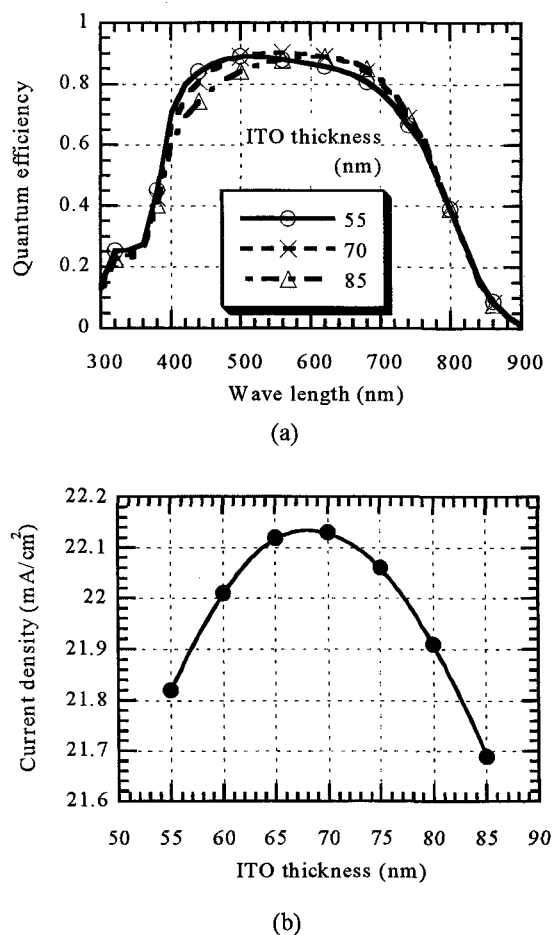 1
0.8
0.6
0.4
0.2
0
Quantum efficiency
ITO thickness
(nm)
55
70
85
300 400 500 600 700 800 900
Wave length (nm)
(a)
22.2
22.1
22
21.9
21.8
21.7
21.6
Current density (mA/cm²)
50 55 60 65 70 75 80 85 90
ITO thickness (nm)
(b)